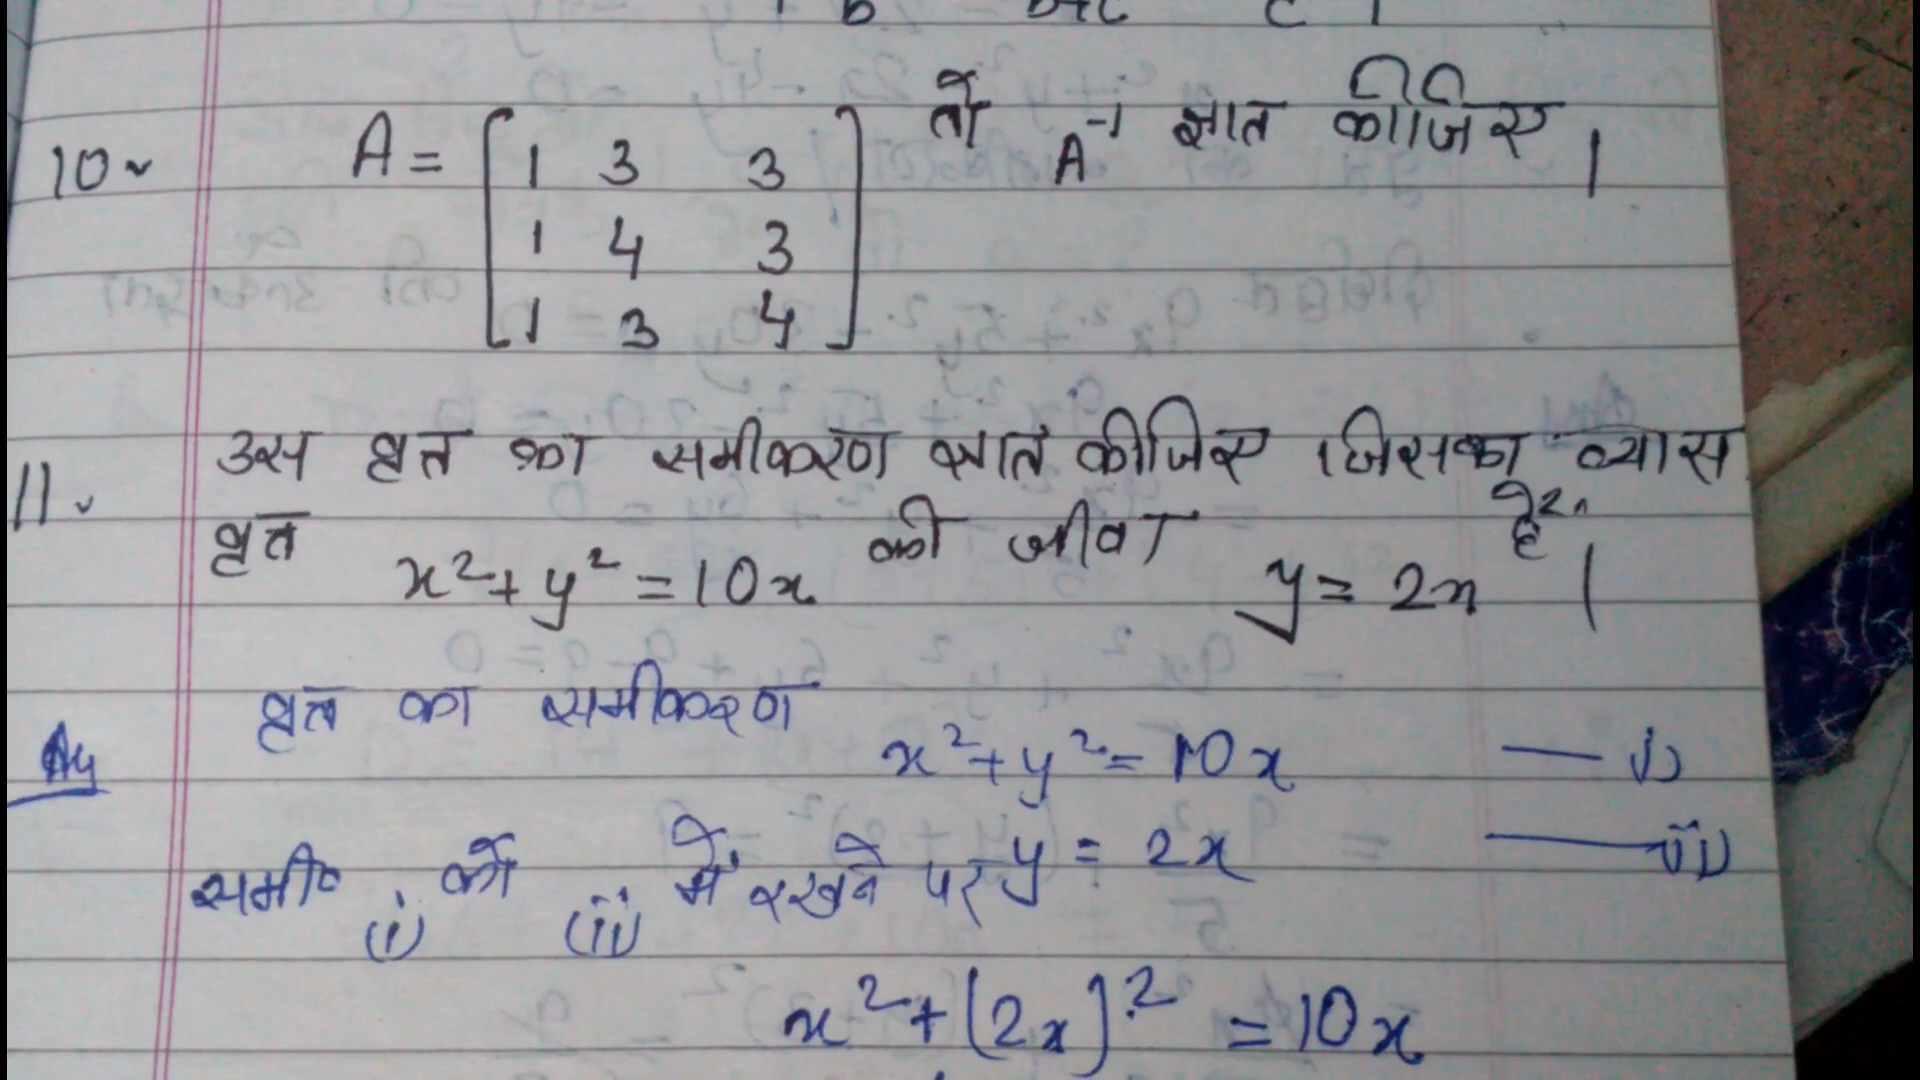 b b+c c |
10. A = [ 1 3 3 तो A⁻¹ ज्ञात कीजिए |
1 4 3
1 3 4 ]
11. उस वृत्त का समीकरण ज्ञात कीजिए जिसका व्यास
वृत्त x² + y² = 10x की जीवा y = 2x है |
वृत्त का समीकरण
x² + y² = 10x — i)
y = 2x — ii)
समी० (i) को (ii) में रखने पर
x² + (2x)² = 10x